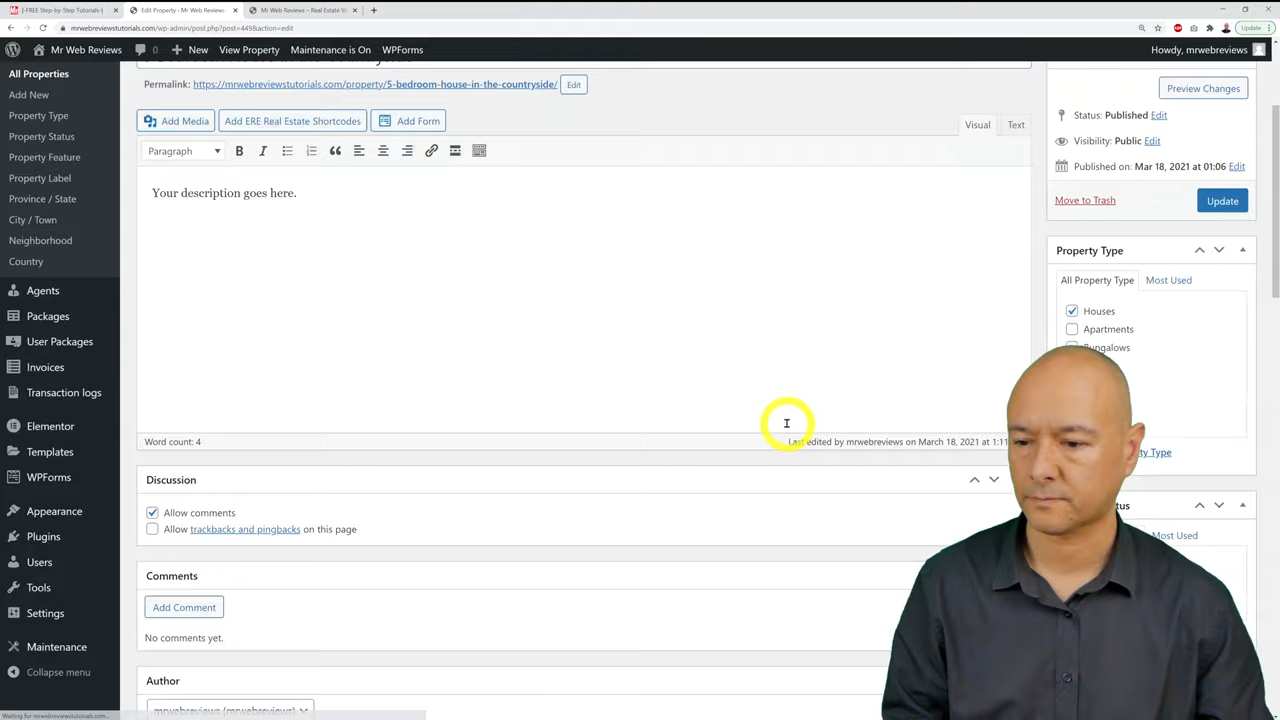 [-FREE Step-by-Step Tutorials-]
Edit Property ‹ Mr Web Reviews
Mr Web Reviews – Real Estate
mrwebreviewstutorials.com/wp-admin/post.php?post=449&action=edit
Update
Mr Web Reviews 0 New View Property Maintenance is On WPForms Howdy, mrwebreviews
All Properties
Add New
Property Type
Property Status
Property Feature
Property Label
Province / State
City / Town
Neighborhood
Country
Agents
Packages
User Packages
Invoices
Transaction logs
Elementor
Templates
WPForms
Appearance
Plugins
Users
Tools
Settings
Maintenance
Collapse menu
Waiting for mrwebreviewstutorials.com...
Permalink: https://mrwebreviewstutorials.com/property/5-bedroom-house-in-the-countryside/ Edit
Add Media Add ERE Real Estate Shortcodes Add Form
Visual Text
Paragraph
Your description goes here.
Word count: 4
Last edited by mrwebreviews on March 18, 2021 at 1:11
Discussion
Allow comments
Allow trackbacks and pingbacks on this page
Comments
Add Comment
No comments yet.
Author
mrwebreviews (mrwebreviews)
Preview Changes
Status: Published Edit
Visibility: Public Edit
Published on: Mar 18, 2021 at 01:06 Edit
Move to Trash Update
Property Type
All Property Type Most Used
Houses
Apartments
Bungalows
Type
Most Used